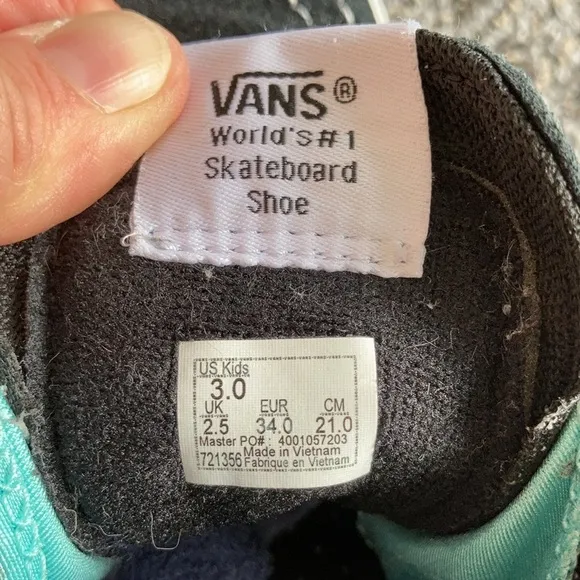 VANS®
World's#1
Skateboard
Shoe
US Kids
3.0
UK EUR CM
2.5 34.0 21.0
Master PO#: 4001057203
Made in Vietnam
721356 Fabrique en Vietnam